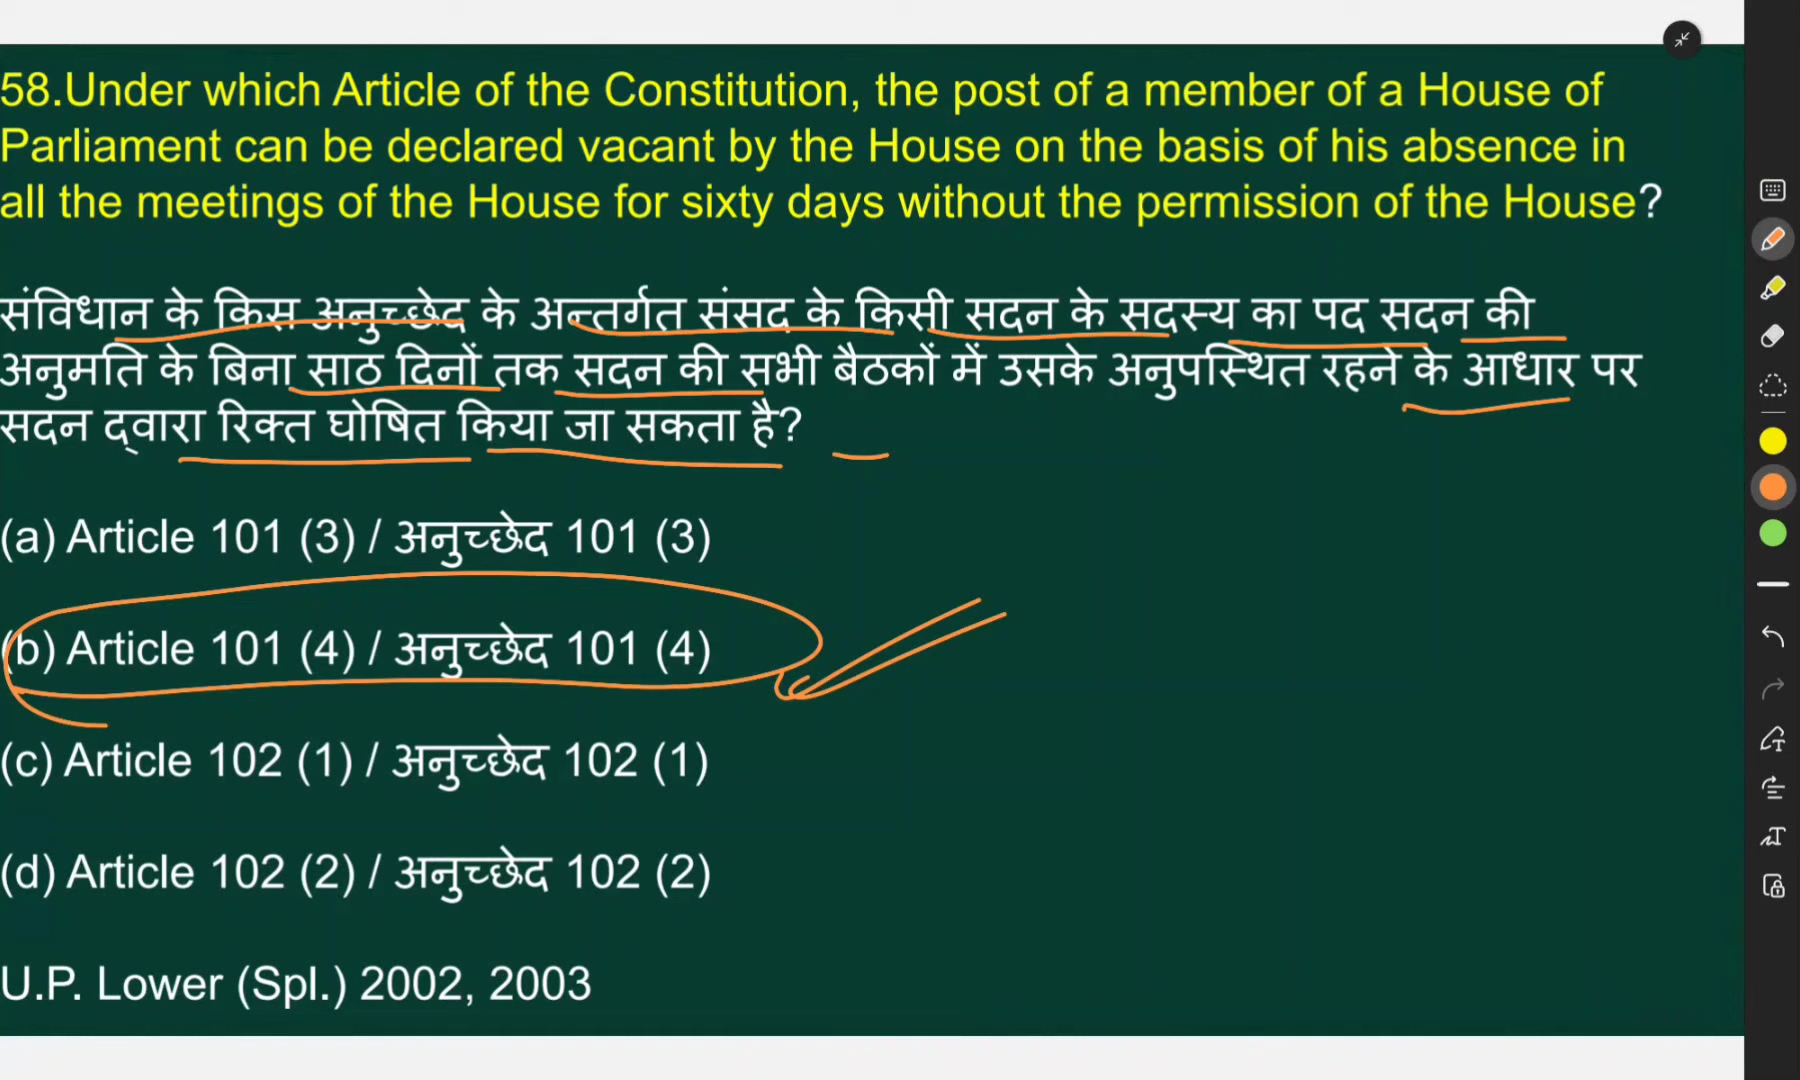 58.Under which Article of the Constitution, the post of a member of a House of
Parliament can be declared vacant by the House on the basis of his absence in
all the meetings of the House for sixty days without the permission of the House?
संविधान के किस अनुच्छेद के अन्तर्गत संसद के किसी सदन के सदस्य का पद सदन की
अनुमति के बिना साठ दिनों तक सदन की सभी बैठकों में उसके अनुपस्थित रहने के आधार पर
सदन द्वारा रिक्त घोषित किया जा सकता है?
(a) Article 101 (3) / अनुच्छेद 101 (3)
(b) Article 101 (4) / अनुच्छेद 101 (4)
(c) Article 102 (1) / अनुच्छेद 102 (1)
(d) Article 102 (2) / अनुच्छेद 102 (2)
U.P. Lower (Spl.) 2002, 2003